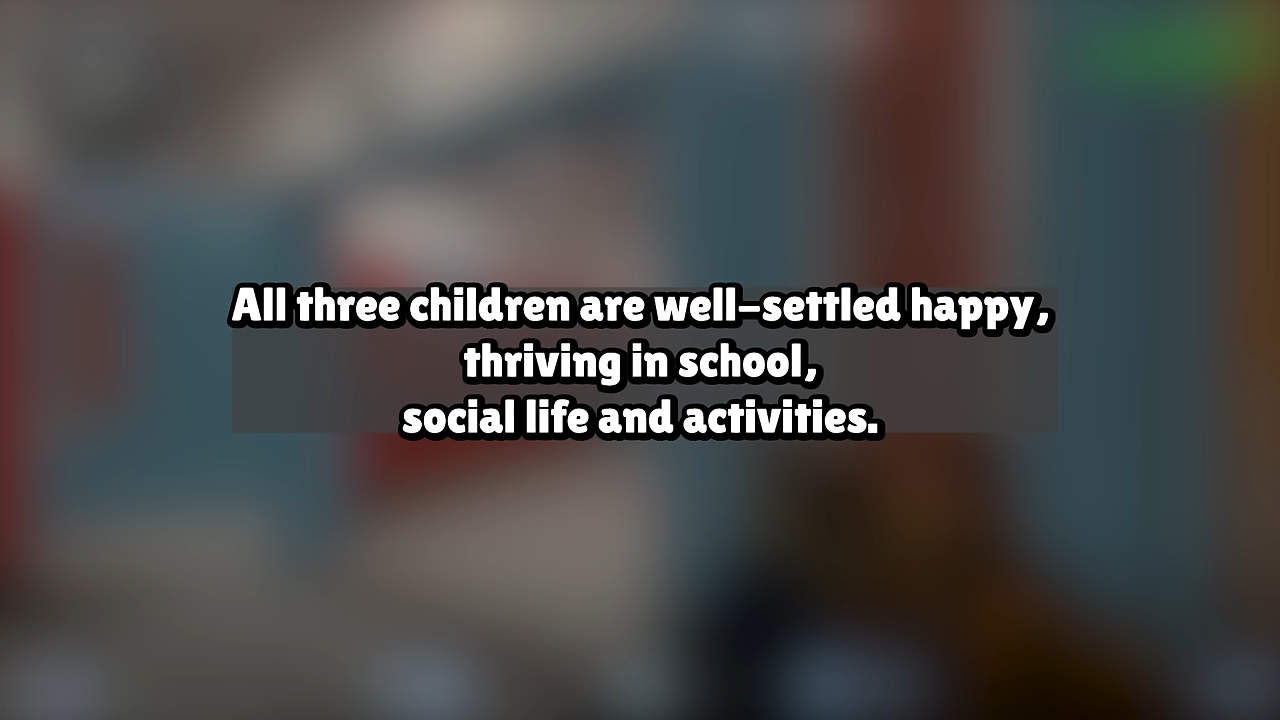 All three children are well-settled happy,
thriving in school,
social life and activities.